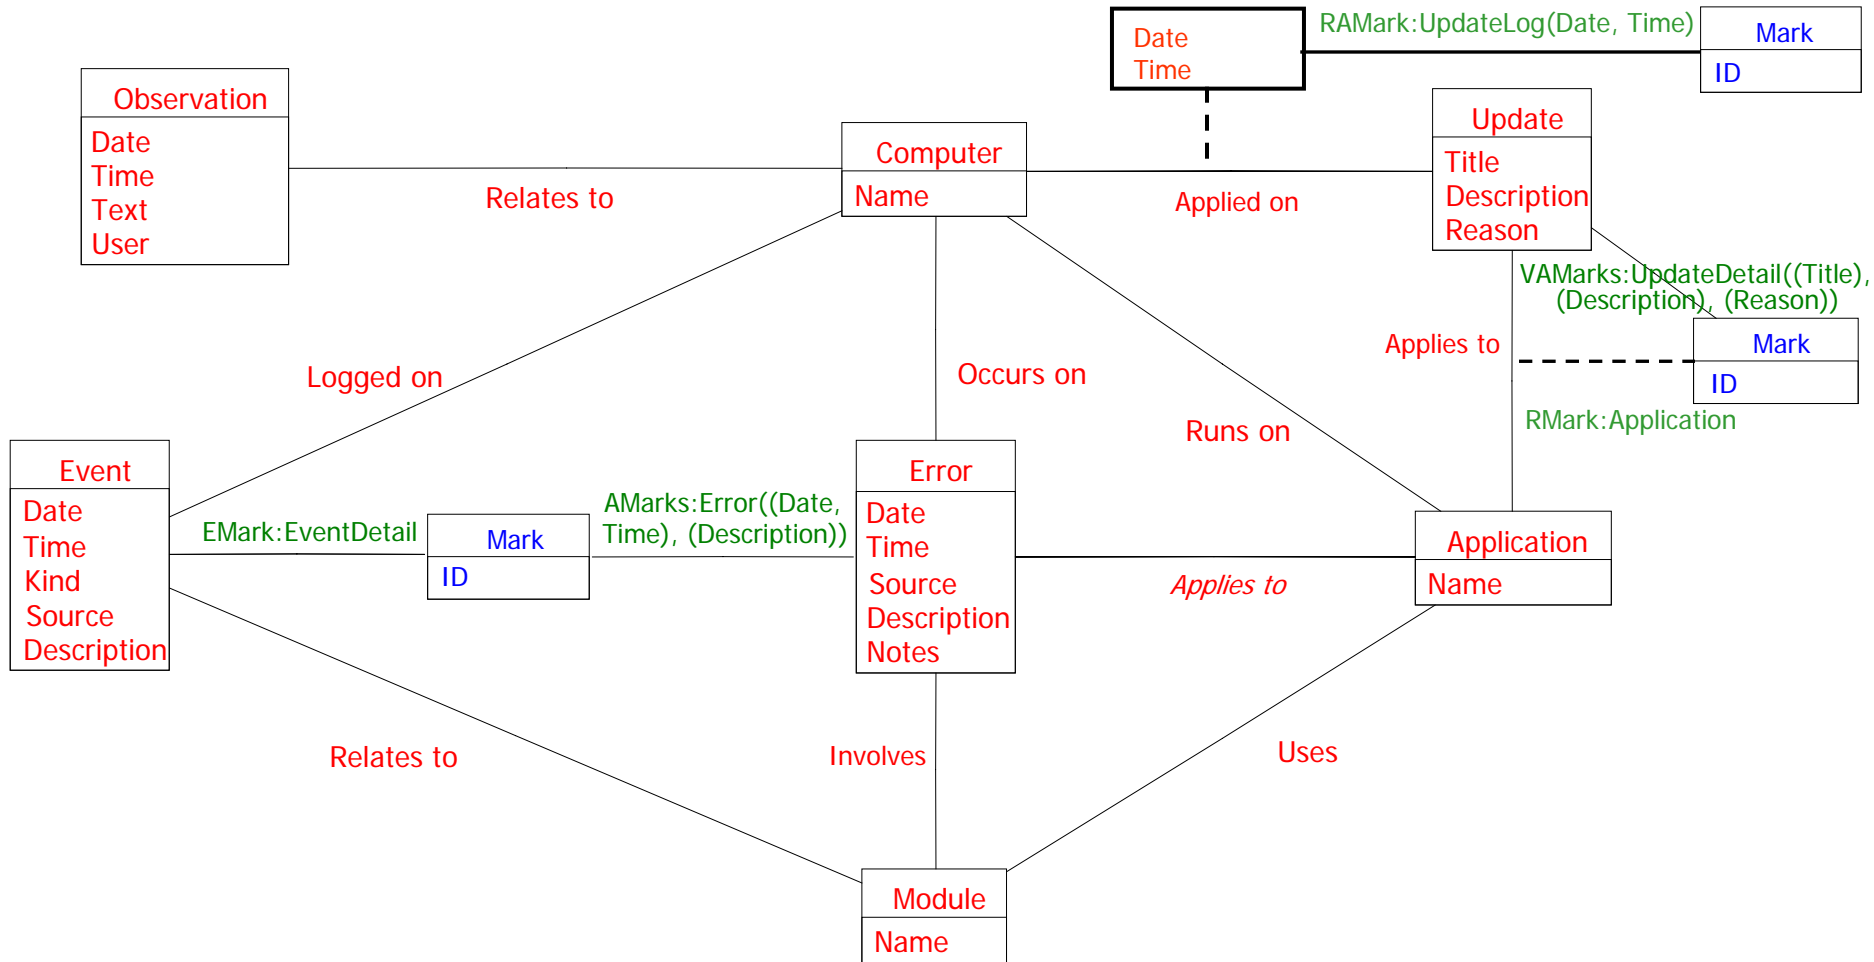 Date
Time
RAMark:UpdateLog(Date, Time)
Mark
ID
Observation
Date
Time
Text
User
Relates to
Computer
Name
Applied on
Update
Title
Description
Reason
VAMarks:UpdateDetail((Title),
(Description), (Reason))
Mark
ID
Applies to
RMark:Application
Logged on
Occurs on
Runs on
Event
Date
Time
Kind
Source
Description
EMark:EventDetail
Mark
ID
AMarks:Error((Date,
Time), (Description))
Error
Date
Time
Source
Description
Notes
Applies to
Application
Name
Relates to
Involves
Uses
Module
Name